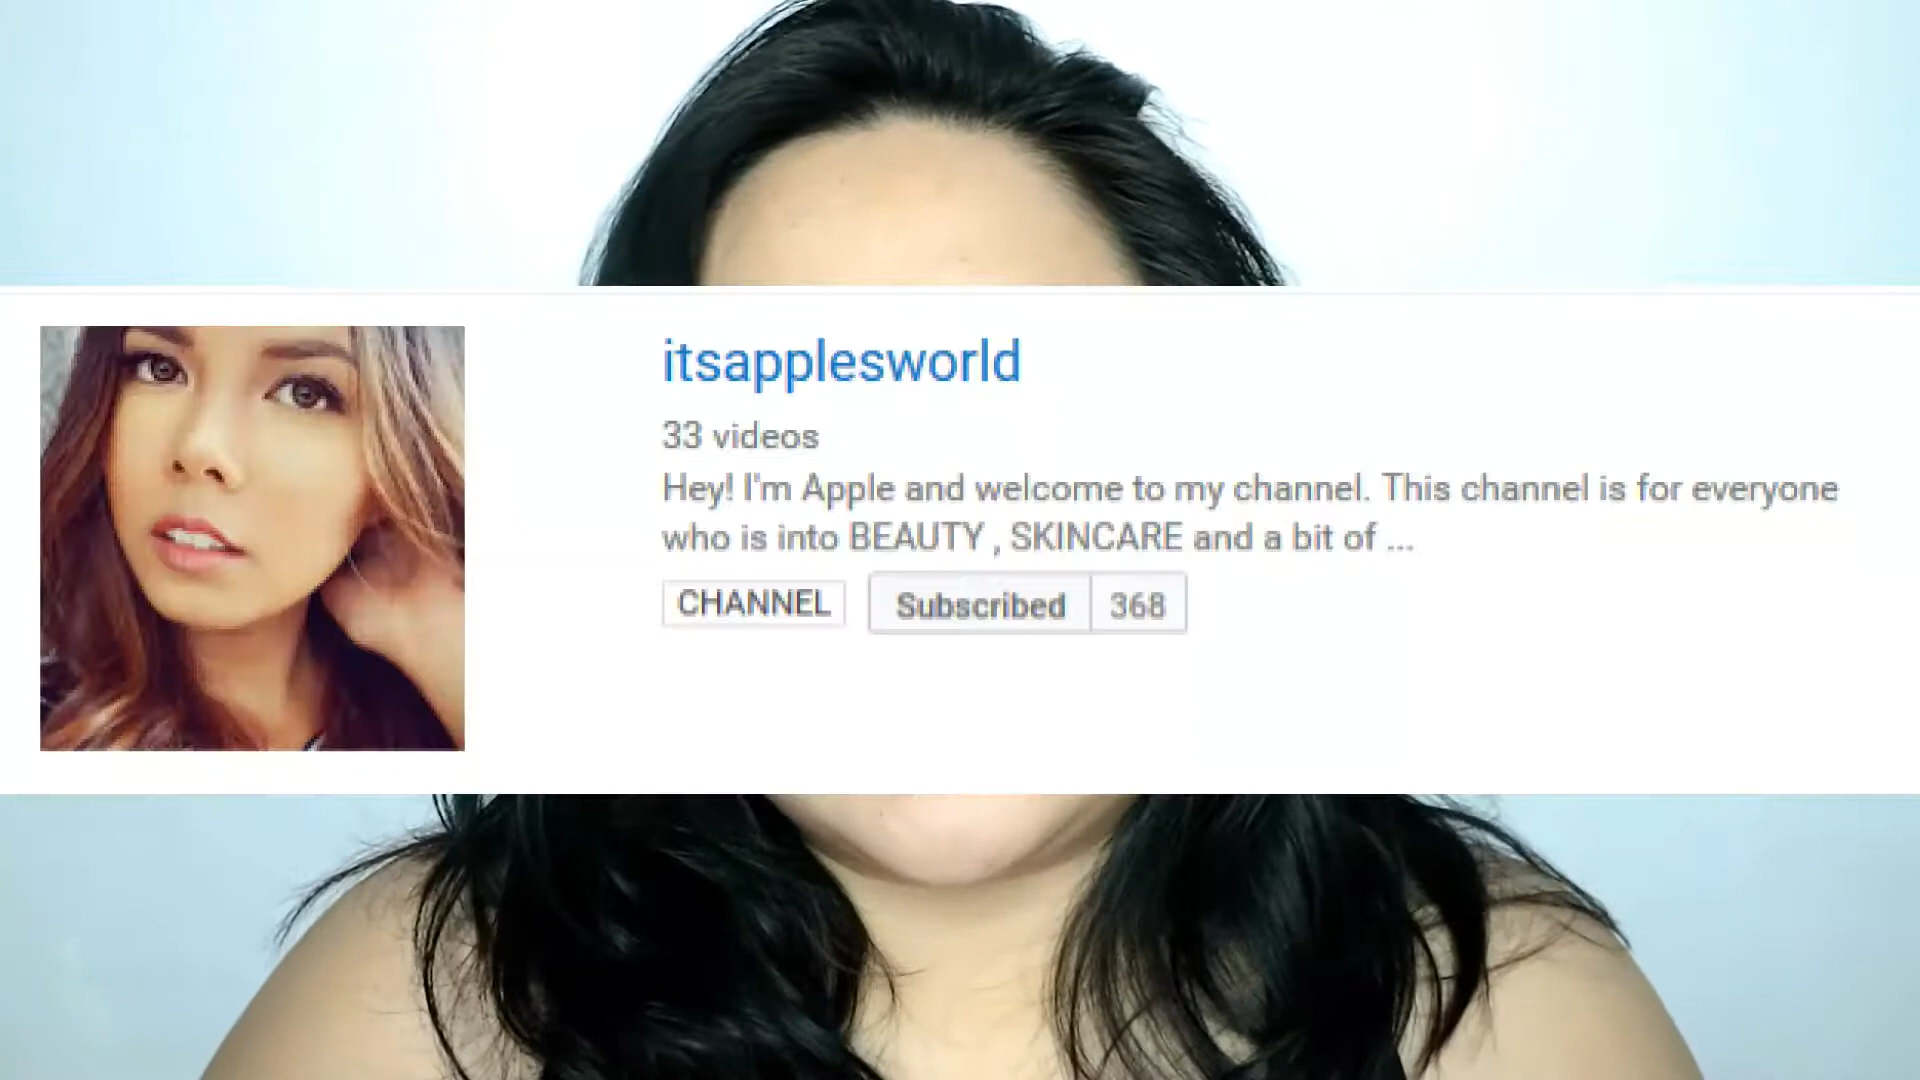 itsapplesworld
33 videos
Hey! I'm Apple and welcome to my channel. This channel is for everyone
who is into BEAUTY , SKINCARE and a bit of ...
CHANNEL Subscribed 368